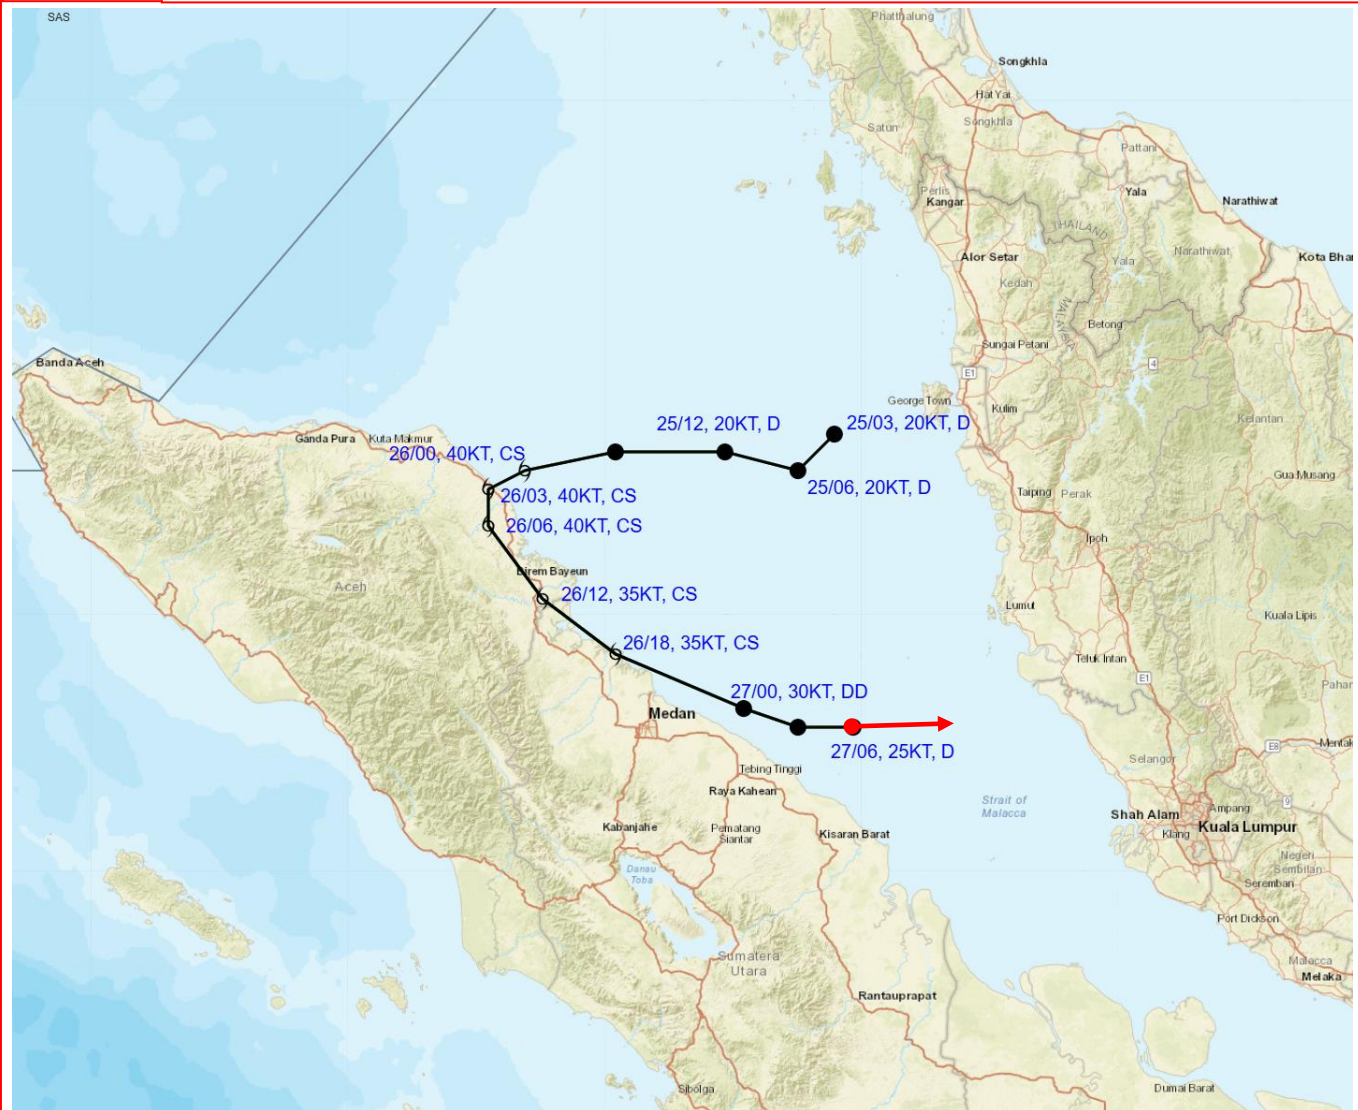 SAS
Phatthalung
Songkhla
Hat Yai
Songkhla
Satun
Pattani
Perlis
Kangar
Yala
Narathiwat
THAILAND
Alor Setar
Yala
Narathiwat
Kota Bhar
Kedah
MALAYSIA
Betong
Sungai Petani
Banda Aceh
E1
4
George Town
Kulim
Kelantan
Ganda Pura
Kuta Makmur
25/12, 20KT, D
25/03, 20KT, D
26/00, 40KT, CS
Gua Musang
25/06, 20KT, D
26/03, 40KT, CS
Taiping
Perak
26/06, 40KT, CS
Ipoh
Birem Bayeun
Aceh
26/12, 35KT, CS
Lumut
Kuala Lipis
26/18, 35KT, CS
Teluk Intan
E1
Pahan
27/00, 30KT, DD
Medan
E8
Mentak
27/06, 25KT, D
Selangor
Tebing Tinggi
Raya Kahean
Strait of
Malacca
Shah Alam
Ampang
9
Kabanjahe
Pematang
Siantar
Kisaran Barat
Klang
Kuala Lumpur
Danau
Toba
Negeri
Sembilan
Seremban
Port Dickson
Sumatera
Utara
Malacca
Melaka
Rantauprapat
Sibolga
Dumai Barat